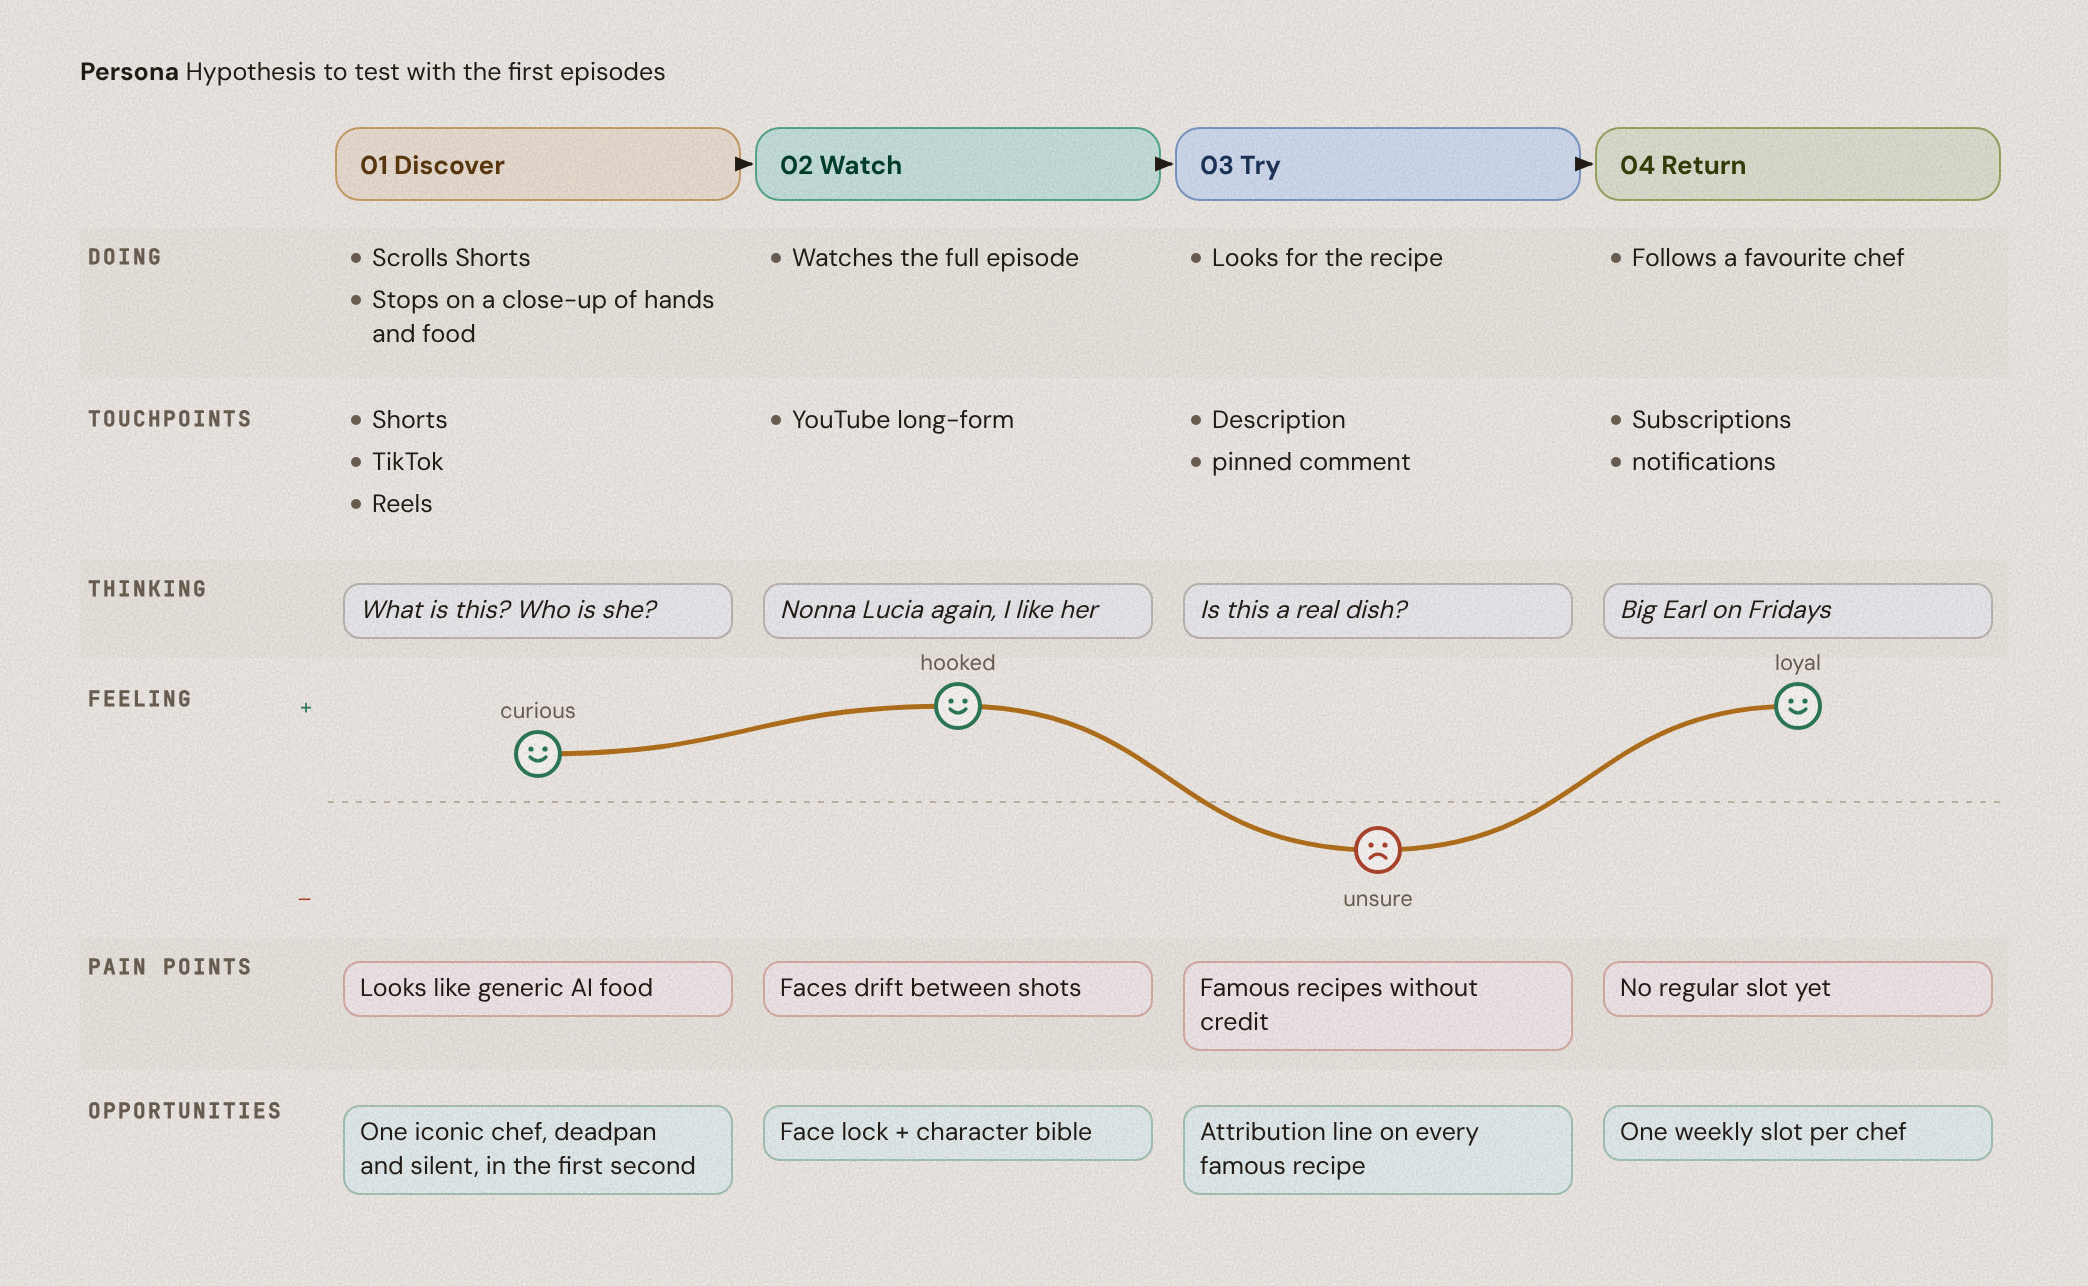 Persona Hypothesis to test with the first episodes
01 Discover
02 Watch
03 Try
04 Return
DOING
Scrolls Shorts
Stops on a close-up of hands
and food
Watches the full episode
Looks for the recipe
Follows a favourite chef
TOUCHPOINTS
Shorts
TikTok
Reels
YouTube long-form
Description
pinned comment
Subscriptions
notifications
THINKING
What is this? Who is she?
Nonna Lucia again, I like her
Is this a real dish?
Big Earl on Fridays
FEELING
+
–
curious
hooked
unsure
loyal
PAIN POINTS
Looks like generic AI food
Faces drift between shots
Famous recipes without
credit
No regular slot yet
OPPORTUNITIES
One iconic chef, deadpan
and silent, in the first second
Face lock + character bible
Attribution line on every
famous recipe
One weekly slot per chef